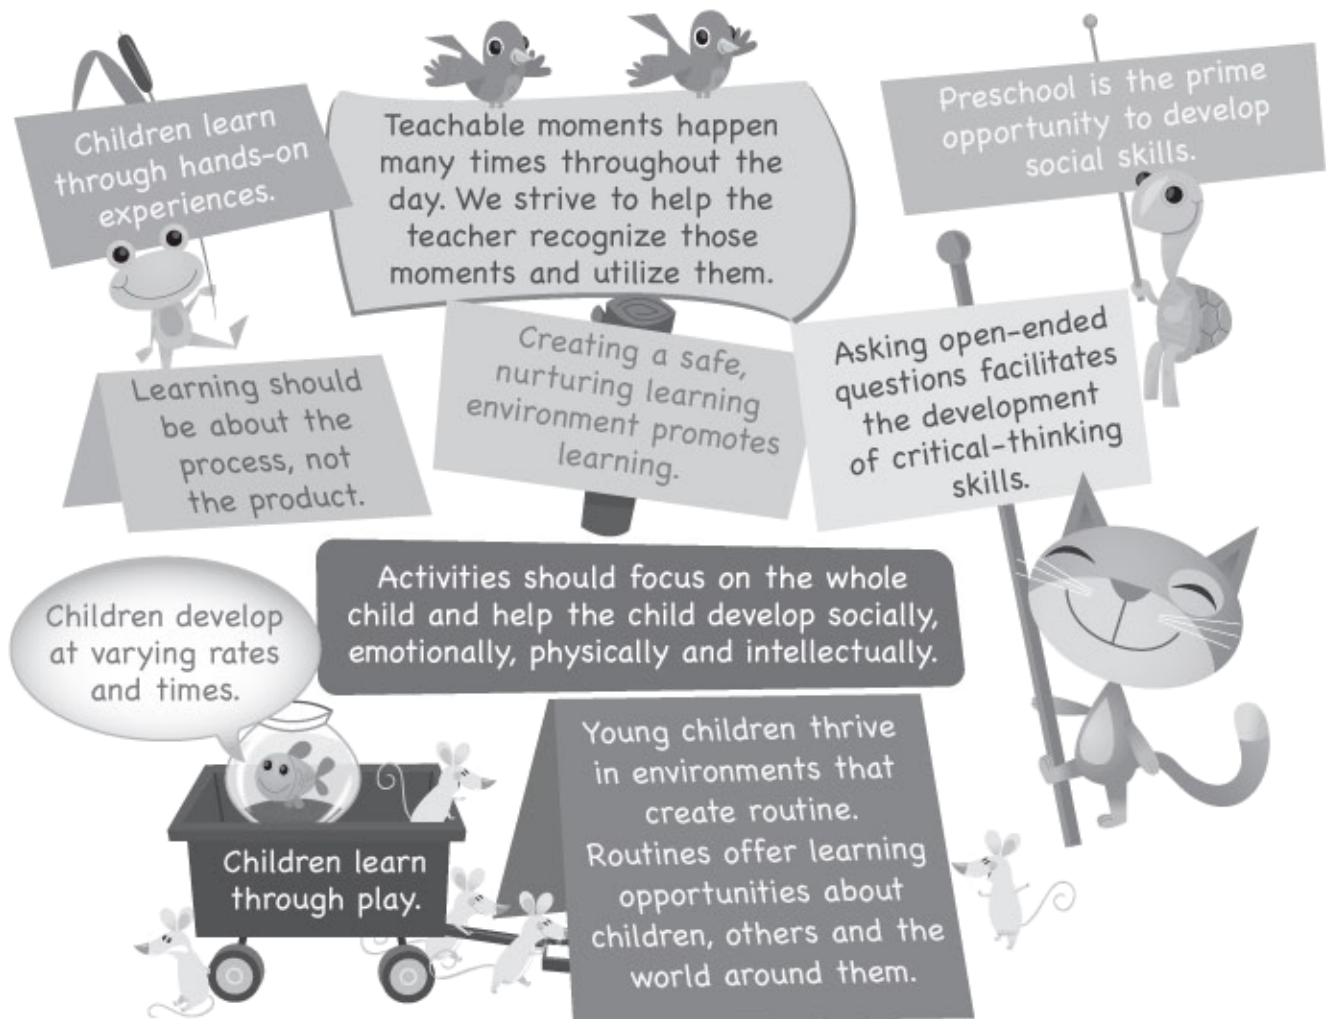 Children learn
through hands-on
experiences.
Teachable moments happen
many times throughout the
day. We strive to help the
teacher recognize those
moments and utilize them.
Preschool is the prime
opportunity to develop
social skills.
Learning should
be about the
process, not
the product.
Creating a safe,
nurturing learning
environment promotes
learning.
Asking open-ended
questions facilitates
the development
of critical-thinking
skills.
Children develop
at varying rates
and times.
Activities should focus on the whole
child and help the child develop socially,
emotionally, physically and intellectually.
Children learn
through play.
Young children thrive
in environments that
create routine.
Routines offer learning
opportunities about
children, others and the
world around them.